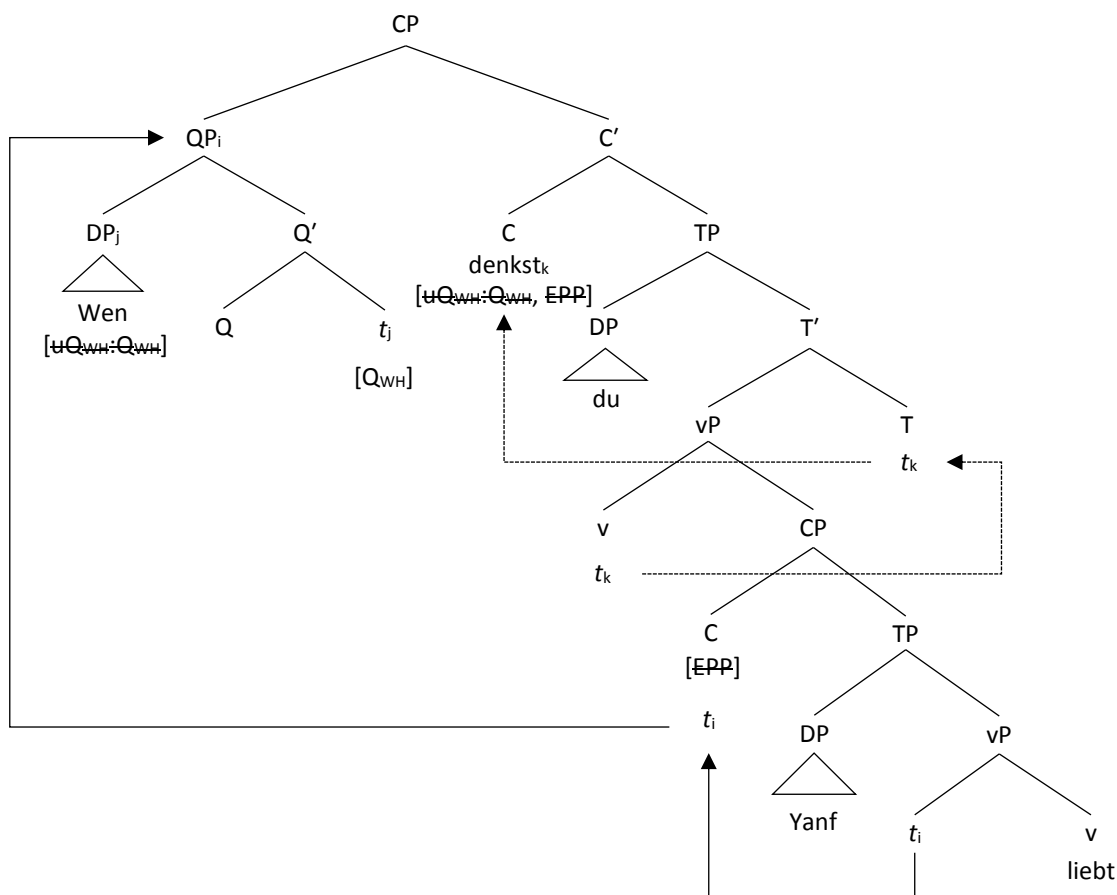 CP
QPi C′
DPj Q′ C TP
Wen Q tj denkstk DP T′
[uQWH:QWH] [QWH] [uQWH:QWH, EPP] du
vP T
tk
v CP
tk
C TP
[EPP]
ti DP vP
Yanf ti v
liebt